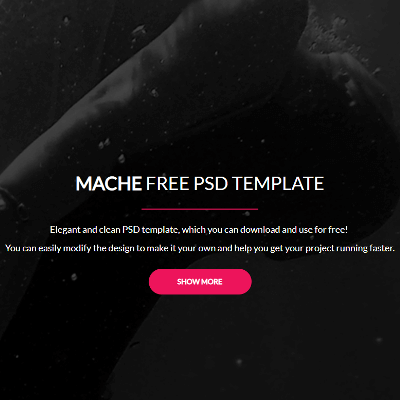 MACHE FREE PSD TEMPLATE
Elegant and clean PSD template, which you can download and use for free!
You can easily modify the design to make it your own and help you get your project running faster.
SHOW MORE